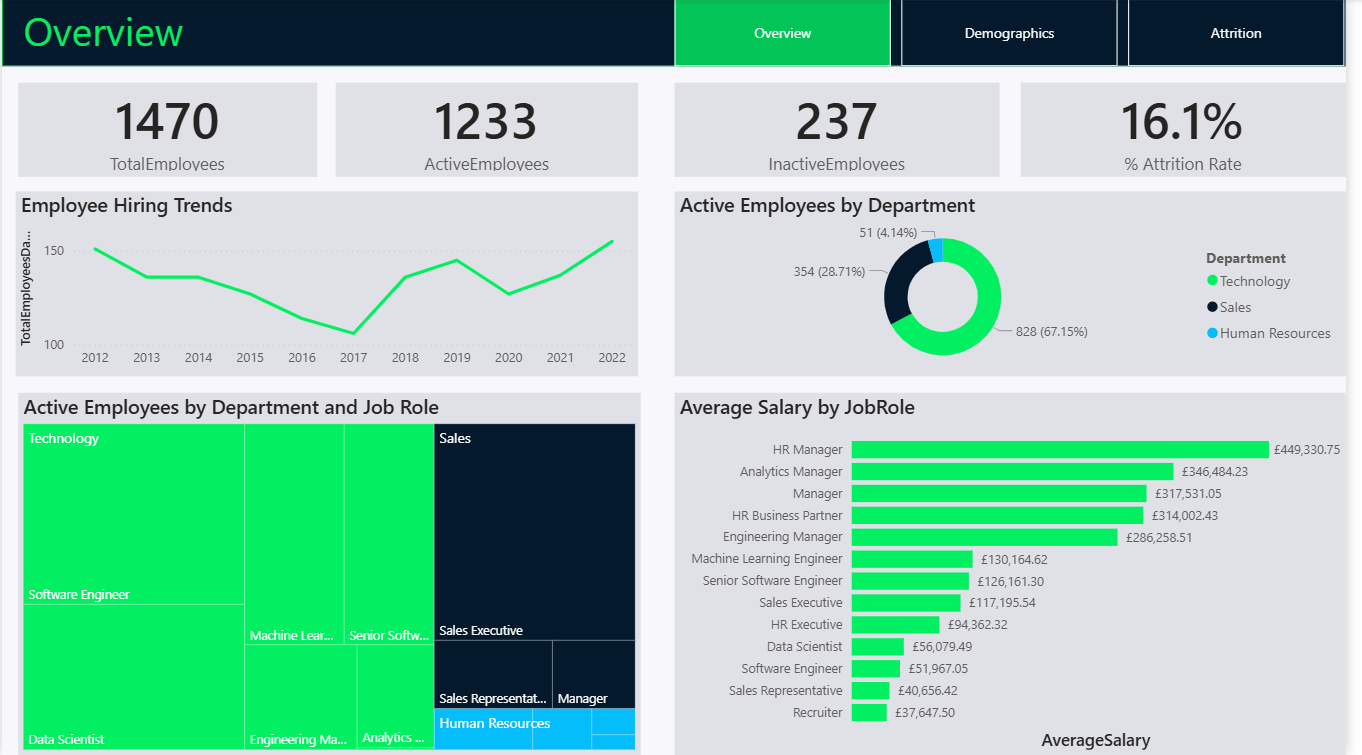 Overview
Overview
Demographics
Attrition
1470
TotalEmployees
1233
ActiveEmployees
237
InactiveEmployees
16.1%
% Attrition Rate
Employee Hiring Trends
TotalEmployeesDa...
150
100
2012 2013 2014 2015 2016 2017 2018 2019 2020 2021 2022
Active Employees by Department
51 (4.14%)
354 (28.71%)
828 (67.15%)
Department
Technology
Sales
Human Resources
Active Employees by Department and Job Role
Technology
Software Engineer
Data Scientist
Machine Lear...
Senior Softw...
Engineering Ma...
Analytics ...
Sales
Sales Executive
Sales Representat...
Manager
Human Resources
Average Salary by JobRole
HR Manager £449,330.75
Analytics Manager £346,484.23
Manager £317,531.05
HR Business Partner £314,002.43
Engineering Manager £286,258.51
Machine Learning Engineer £130,164.62
Senior Software Engineer £126,161.30
Sales Executive £117,195.54
HR Executive £94,362.32
Data Scientist £56,079.49
Software Engineer £51,967.05
Sales Representative £40,656.42
Recruiter £37,647.50
AverageSalary